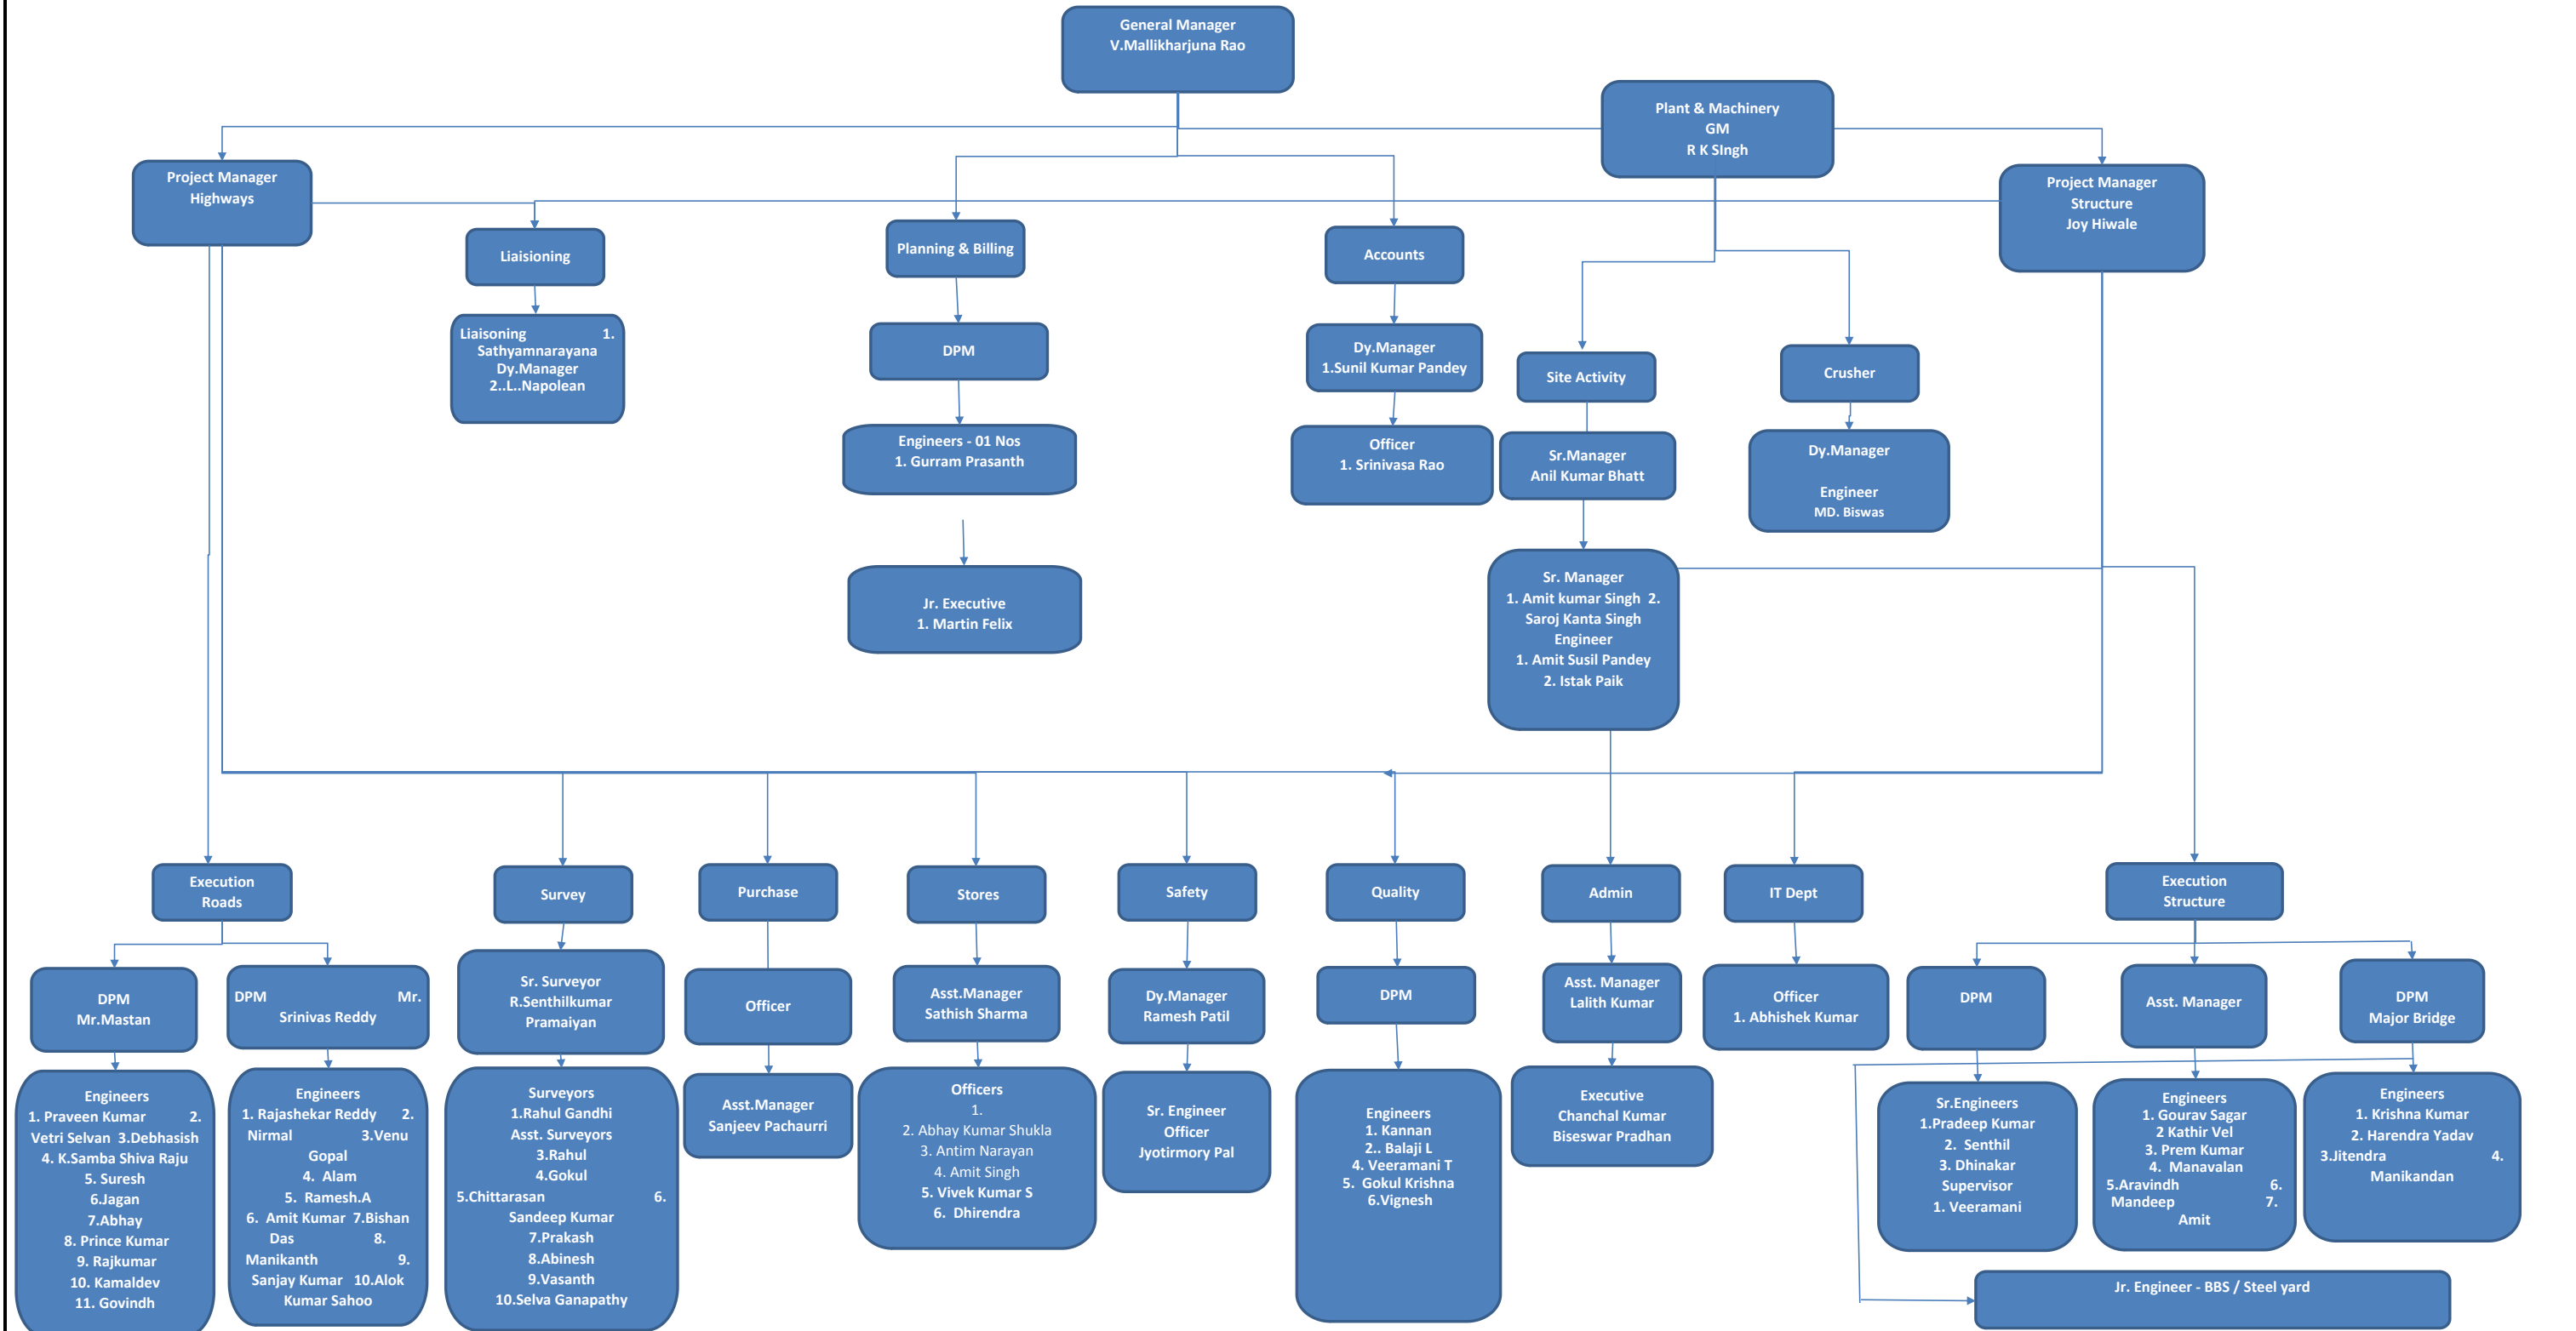 General Manager
V.Mallikharjuna Rao
Plant & Machinery
GM
R K SIngh
Project Manager
Highways
Project Manager
Structure
Joy Hiwale
Liaisioning
Planning & Billing
Accounts
Liaisoning 1.
Sathyamnarayana
Dy.Manager
2..L..Napolean
DPM
Dy.Manager
1.Sunil Kumar Pandey
Site Activity
Crusher
Engineers - 01 Nos
1. Gurram Prasanth
Officer
1. Srinivasa Rao
Sr.Manager
Anil Kumar Bhatt
Dy.Manager
Engineer
MD. Biswas
Jr. Executive
1. Martin Felix
Sr. Manager
1. Amit kumar Singh 2.
Saroj Kanta Singh
Engineer
1. Amit Susil Pandey
2. Istak Paik
Execution
Roads
Survey
Purchase
Stores
Safety
Quality
Admin
IT Dept
Execution
Structure
DPM
Mr.Mastan
DPM Mr.
Srinivas Reddy
Sr. Surveyor
R.Senthilkumar
Pramaiyan
Officer
Asst.Manager
Sathish Sharma
Dy.Manager
Ramesh Patil
DPM
Asst. Manager
Lalith Kumar
Officer
1. Abhishek Kumar
DPM
Asst. Manager
DPM
Major Bridge
Engineers
1. Praveen Kumar 2.
Vetri Selvan 3.Debhasish
4. K.Samba Shiva Raju
5. Suresh
6.Jagan
7.Abhay
8. Prince Kumar
9. Rajkumar
10. Kamaldev
11. Govindh
Engineers
1. Rajashekar Reddy 2.
Nirmal 3.Venu
Gopal
4. Alam
5. Ramesh.A
6. Amit Kumar 7.Bishan
Das 8.
Manikanth 9.
Sanjay Kumar 10.Alok
Kumar Sahoo
Surveyors
1.Rahul Gandhi
Asst. Surveyors
3.Rahul
4.Gokul
5.Chittarasan 6.
Sandeep Kumar
7.Prakash
8.Abinesh
9.Vasanth
10.Selva Ganapathy
Asst.Manager
Sanjeev Pachaurri
Officers
1.
2. Abhay Kumar Shukla
3. Antim Narayan
4. Amit Singh
5. Vivek Kumar S
6. Dhirendra
Sr. Engineer
Officer
Jyotirmory Pal
Engineers
1. Kannan
2.. Balaji L
4. Veeramani T
5. Gokul Krishna
6.Vignesh
Executive
Chanchal Kumar
Biseswar Pradhan
Sr.Engineers
1.Pradeep Kumar
2. Senthil
3. Dhinakar
Supervisor
1. Veeramani
Engineers
1. Gourav Sagar
2 Kathir Vel
3. Prem Kumar
4. Manavalan
5.Aravindh 6.
Mandeep 7.
Amit
Engineers
1. Krishna Kumar
2. Harendra Yadav
3.Jitendra 4.
Manikandan
Jr. Engineer - BBS / Steel yard